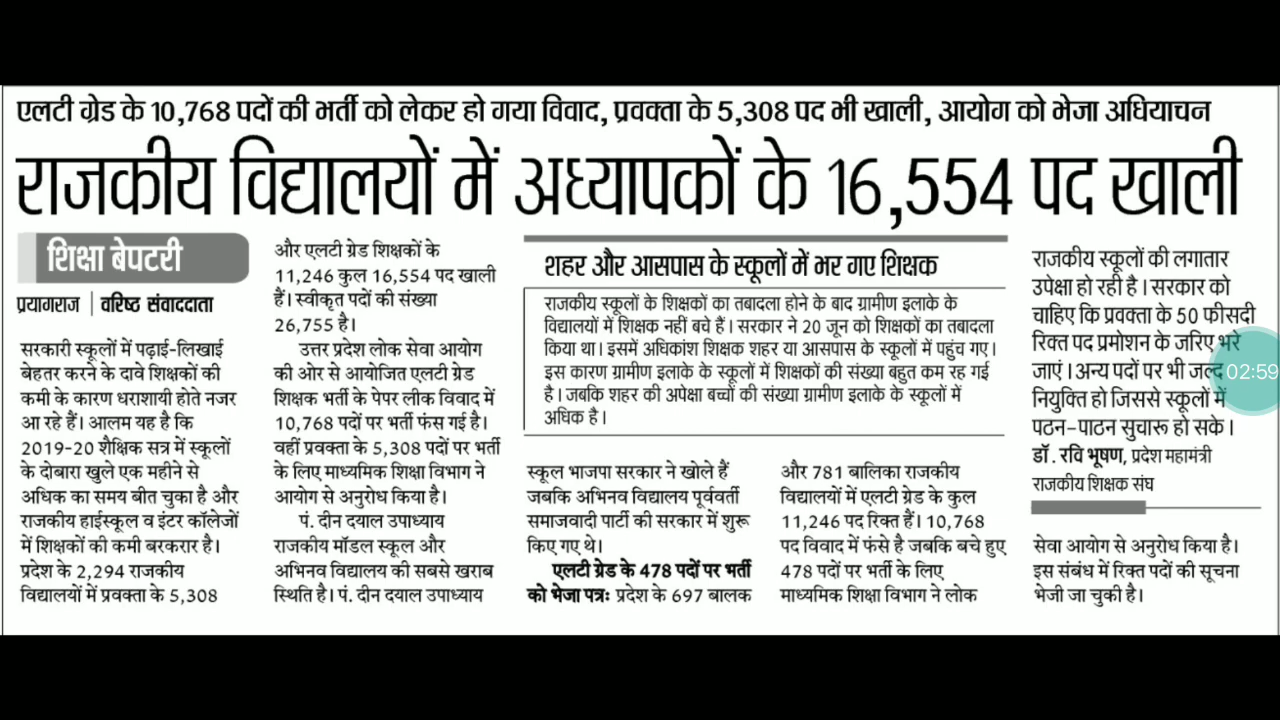 एलटी ग्रेड के 10,768 पदों की भर्ती को लेकर हो गया विवाद, प्रवक्ता के 5,308 पद भी खाली, आयोग को भेजा अधियाचन
राजकीय विद्यालयों में अध्यापकों के 16,554 पद खाली
शिक्षा बेपटरी
प्रयागराज | वरिष्ठ संवाददाता
सरकारी स्कूलों में पढ़ाई-लिखाई
बेहतर करने के दावे शिक्षकों की
कमी के कारण धराशायी होते नजर
आ रहे हैं। आलम यह है कि
2019-20 शैक्षिक सत्र में स्कूलों
के दोबारा खुले एक महीने से
अधिक का समय बीत चुका है और
राजकीय हाईस्कूल व इंटर कॉलेजों
में शिक्षकों की कमी बरकरार है।
प्रदेश के 2,294 राजकीय
विद्यालयों में प्रवक्ता के 5,308
और एलटी ग्रेड शिक्षकों के
11,246 कुल 16,554 पद खाली
हैं। स्वीकृत पदों की संख्या
26,755 है।
उत्तर प्रदेश लोक सेवा आयोग
की ओर से आयोजित एलटी ग्रेड
शिक्षक भर्ती के पेपर लीक विवाद में
10,768 पदों पर भर्ती फंस गई है।
वहीं प्रवक्ता के 5,308 पदों पर भर्ती
के लिए माध्यमिक शिक्षा विभाग ने
आयोग से अनुरोध किया है।
पं. दीन दयाल उपाध्याय
राजकीय मॉडल स्कूल और
अभिनव विद्यालय की सबसे खराब
स्थिति है। पं. दीन दयाल उपाध्याय
शहर और आसपास के स्कूलों में भर गए शिक्षक
राजकीय स्कूलों के शिक्षकों का तबादला होने के बाद ग्रामीण इलाके के
विद्यालयों में शिक्षक नहीं बचे हैं। सरकार ने 20 जून को शिक्षकों का तबादला
किया था। इसमें अधिकांश शिक्षक शहर या आसपास के स्कूलों में पहुंच गए।
इस कारण ग्रामीण इलाके के स्कूलों में शिक्षकों की संख्या बहुत कम रह गई
है। जबकि शहर की अपेक्षा बच्चों की संख्या ग्रामीण इलाके के स्कूलों में
अधिक है।
स्कूल भाजपा सरकार ने खोले हैं
जबकि अभिनव विद्यालय पूर्ववर्ती
समाजवादी पार्टी की सरकार में शुरू
किए गए थे।
एलटी ग्रेड के 478 पदों पर भर्ती
को भेजा पत्रः प्रदेश के 697 बालक
और 781 बालिका राजकीय
विद्यालयों में एलटी ग्रेड के कुल
11,246 पद रिक्त हैं। 10,768
पद विवाद में फंसे है जबकि बचे हुए
478 पदों पर भर्ती के लिए
माध्यमिक शिक्षा विभाग ने लोक
राजकीय स्कूलों की लगातार
उपेक्षा हो रही है। सरकार को
चाहिए कि प्रवक्ता के 50 फीसदी
रिक्त पद प्रमोशन के जरिए भरे
जाएं। अन्य पदों पर भी जल्द
नियुक्ति हो जिससे स्कूलों में
पठन-पाठन सुचारू हो सके।
डॉ. रवि भूषण, प्रदेश महामंत्री
राजकीय शिक्षक संघ
सेवा आयोग से अनुरोध किया है।
इस संबंध में रिक्त पदों की सूचना
भेजी जा चुकी है।
02:59